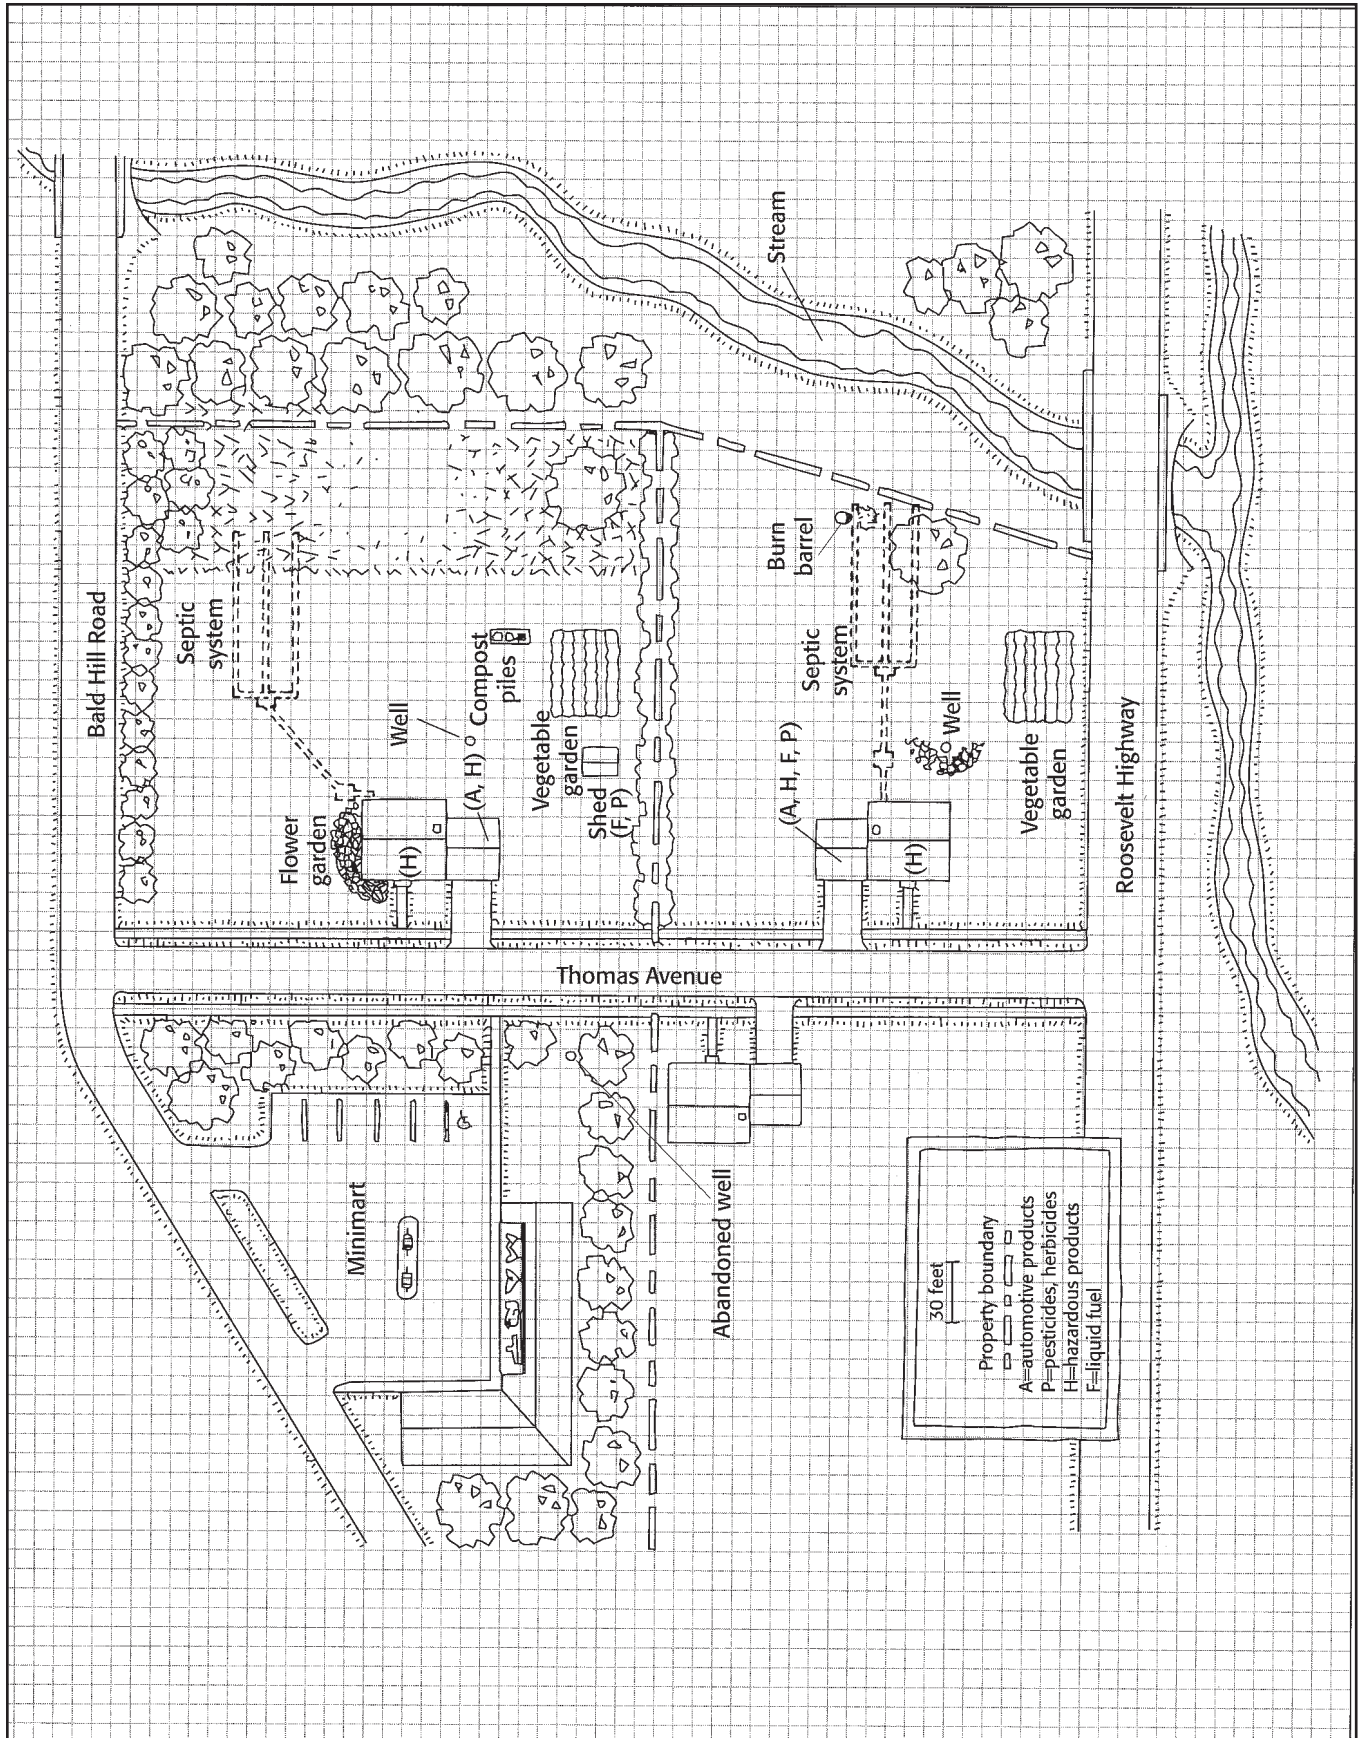 Stream
Bald Hill Road
Septic
system
Well
Compost
piles
(A, H)
Vegetable
garden
Shed
(F, P)
Flower
garden
(H)
Burn
barrel
Septic
system
Well
(A, H, F, P)
Vegetable
garden
(H)
Roosevelt Highway
Thomas Avenue
Minimart
Abandoned well
30 feet
Property boundary
A=automotive products
P=pesticides, herbicides
H=hazardous products
F=liquid fuel